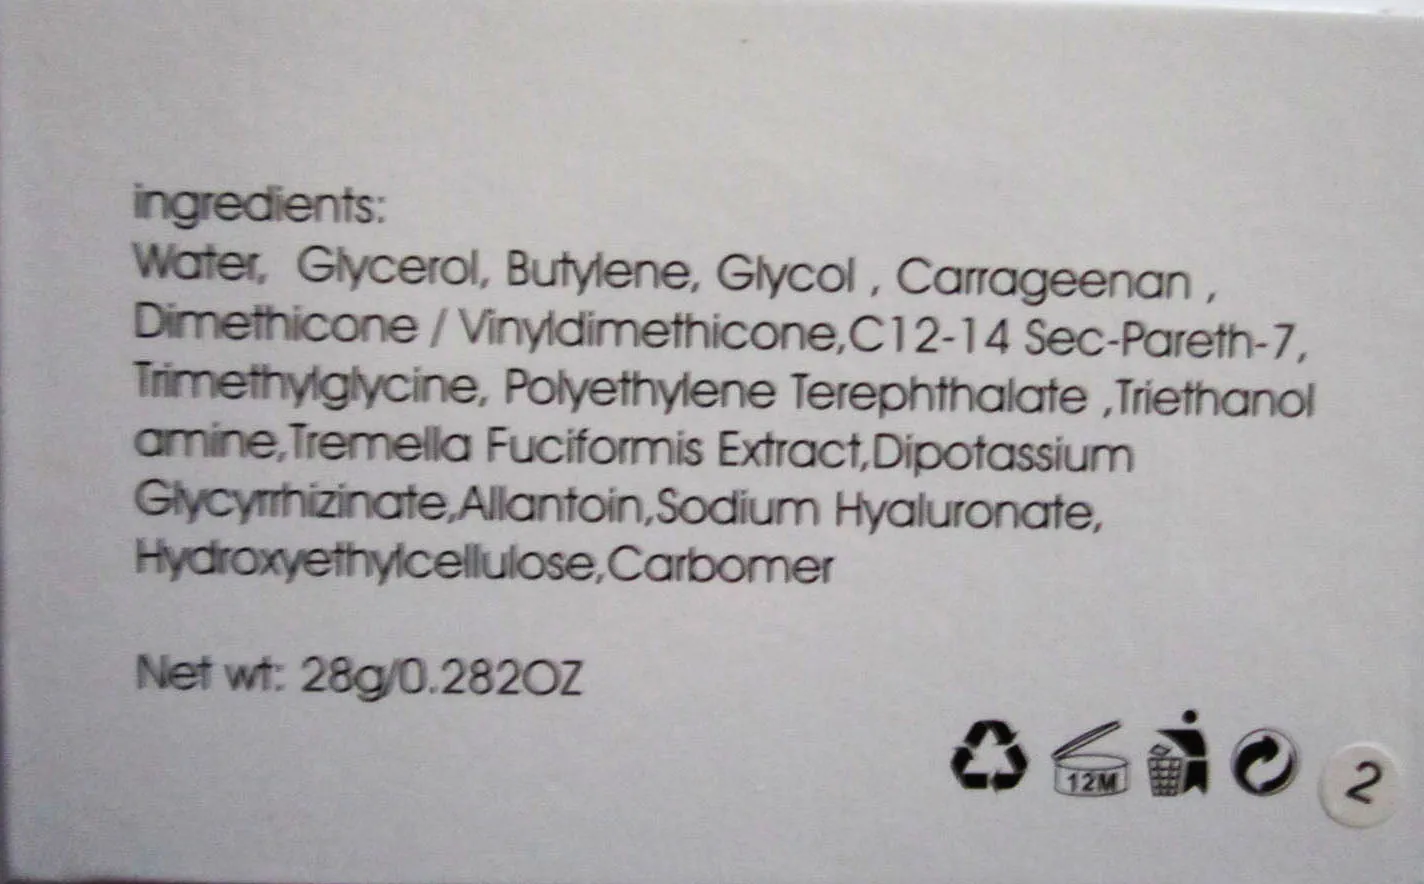 ingredients:
Water, Glycerol, Butylene, Glycol , Carrageenan ,
Dimethicone / Vinyldimethicone,C12-14 Sec-Pareth-7,
Trimethylglycine, Polyethylene Terephthalate ,Triethanol
amine,Tremella Fuciformis Extract,Dipotassium
Glycyrrhizinate,Allantoin,Sodium Hyaluronate,
Hydroxyethylcellulose,Carbomer
Net wt: 28g/0.282OZ
12M
2